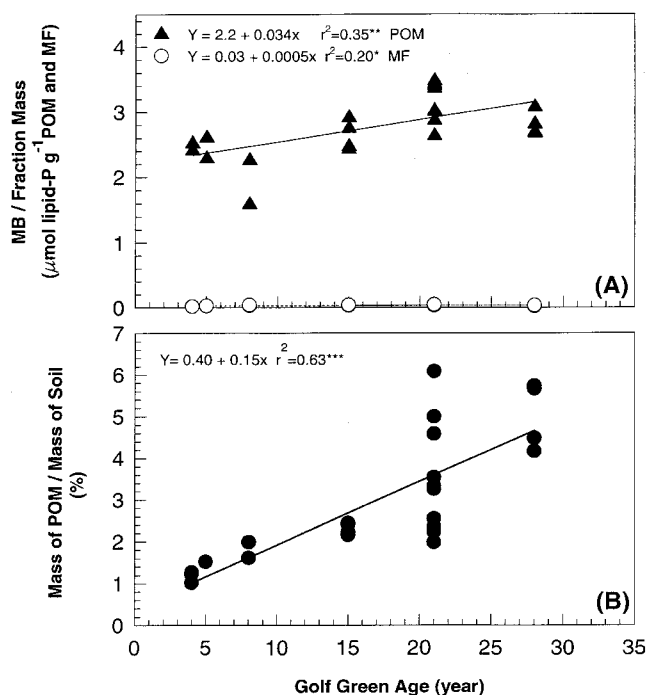 Y = 2.2 + 0.034x r²=0.35** POM
Y = 0.03 + 0.0005x r²=0.20* MF
MB / Fraction Mass
(μmol lipid-P g⁻¹POM and MF)
4
3
2
1
0
(A)
Y= 0.40 + 0.15x r²=0.63***
Mass of POM / Mass of Soil
(%)
7
6
5
4
3
2
1
0
(B)
0 5 10 15 20 25 30 35
Golf Green Age (year)